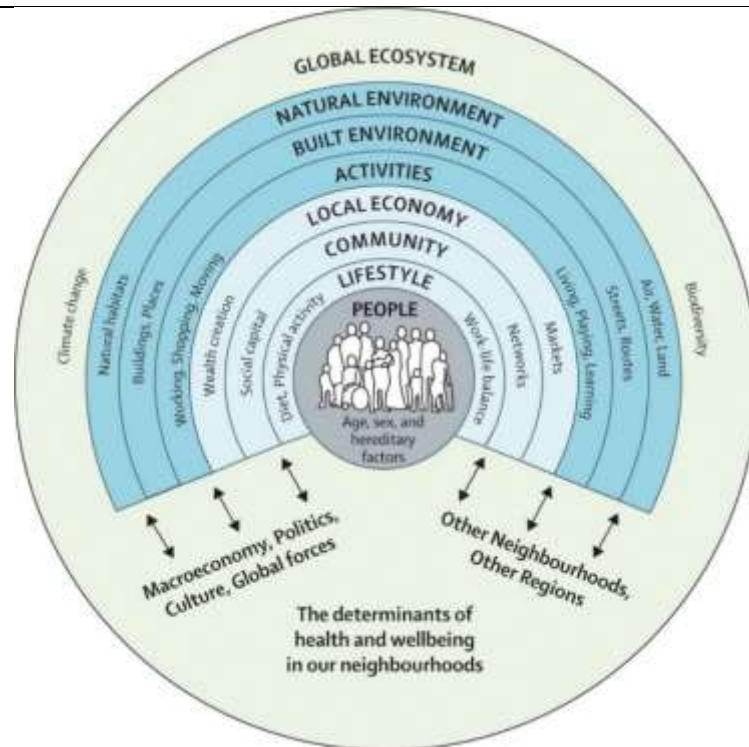 GLOBAL ECOSYSTEM
NATURAL ENVIRONMENT
BUILT ENVIRONMENT
ACTIVITIES
LOCAL ECONOMY
COMMUNITY
LIFESTYLE
PEOPLE
Age, sex, and
hereditary
factors
Climate change
Natural habitats
Buildings, Places
Working, Shopping, Moving
Wealth creation
Social capital
Diet, Physical activity
Work life balance
Networks
Markets
Living, Playing, Learning
Streets, Routes
Air, Water, Land
Biodiversity
Macroeconomy, Politics,
Culture, Global forces
Other Neighbourhoods,
Other Regions
The determinants of
health and wellbeing
in our neighbourhoods